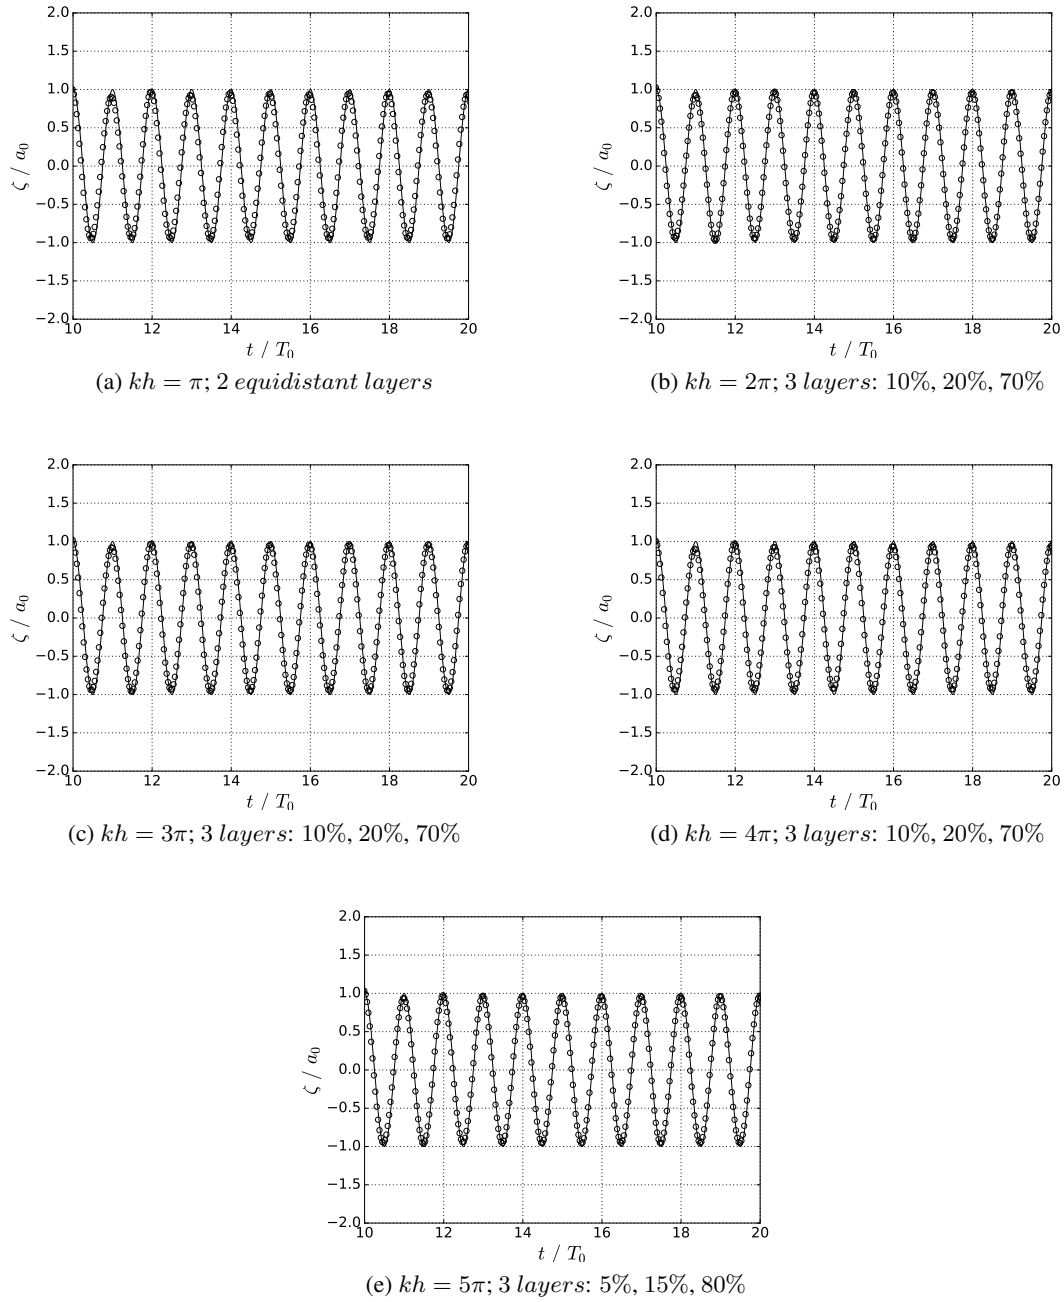 2.0
1.5
1.0
0.5
0.0
−0.5
−1.0
−1.5
−2.0
ζ / a₀
10 12 14 16 18 20
t / T₀
(a) kh = π; 2 equidistant layers
2.0
1.5
1.0
0.5
0.0
−0.5
−1.0
−1.5
−2.0
ζ / a₀
10 12 14 16 18 20
t / T₀
(b) kh = 2π; 3 layers: 10%, 20%, 70%
2.0
1.5
1.0
0.5
0.0
−0.5
−1.0
−1.5
−2.0
ζ / a₀
10 12 14 16 18 20
t / T₀
(c) kh = 3π; 3 layers: 10%, 20%, 70%
2.0
1.5
1.0
0.5
0.0
−0.5
−1.0
−1.5
−2.0
ζ / a₀
10 12 14 16 18 20
t / T₀
(d) kh = 4π; 3 layers: 10%, 20%, 70%
2.0
1.5
1.0
0.5
0.0
−0.5
−1.0
−1.5
−2.0
ζ / a₀
10 12 14 16 18 20
t / T₀
(e) kh = 5π; 3 layers: 5%, 15%, 80%